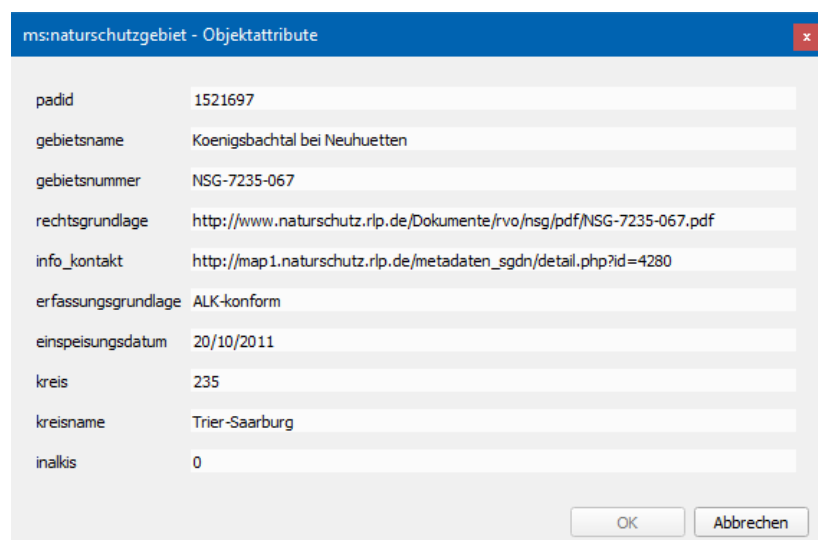 ms:naturschutzgebiet - Objektattribute
x
padid 1521697
gebietsname Koenigsbachtal bei Neuhuetten
gebietsnummer NSG-7235-067
rechtsgrundlage http://www.naturschutz.rlp.de/Dokumente/rvo/nsg/pdf/NSG-7235-067.pdf
info_kontakt http://map1.naturschutz.rlp.de/metadaten_sgdn/detail.php?id=4280
erfassungsgrundlage ALK-konform
einspeisungsdatum 20/10/2011
kreis 235
kreisname Trier-Saarburg
inalkis 0
OK Abbrechen